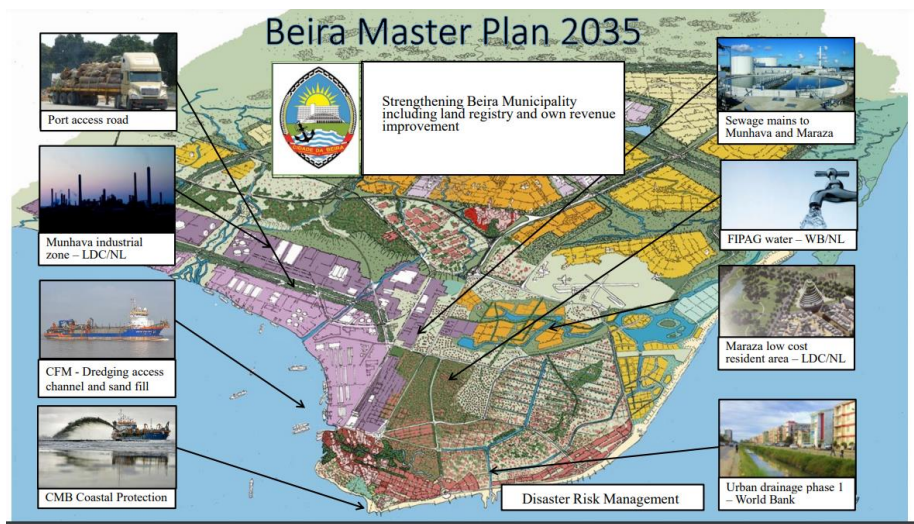 Beira Master Plan 2035
Port access road
CIDADE DA BEIRA
Strengthening Beira Municipality
including land registry and own revenue
improvement
Sewage mains to
Munhava and Maraza
Munhava industrial
zone – LDC/NL
FIPAG water – WB/NL
CFM - Dredging access
channel and sand fill
Maraza low cost
resident area – LDC/NL
CMB Coastal Protection
Disaster Risk Management
Urban drainage phase 1
– World Bank